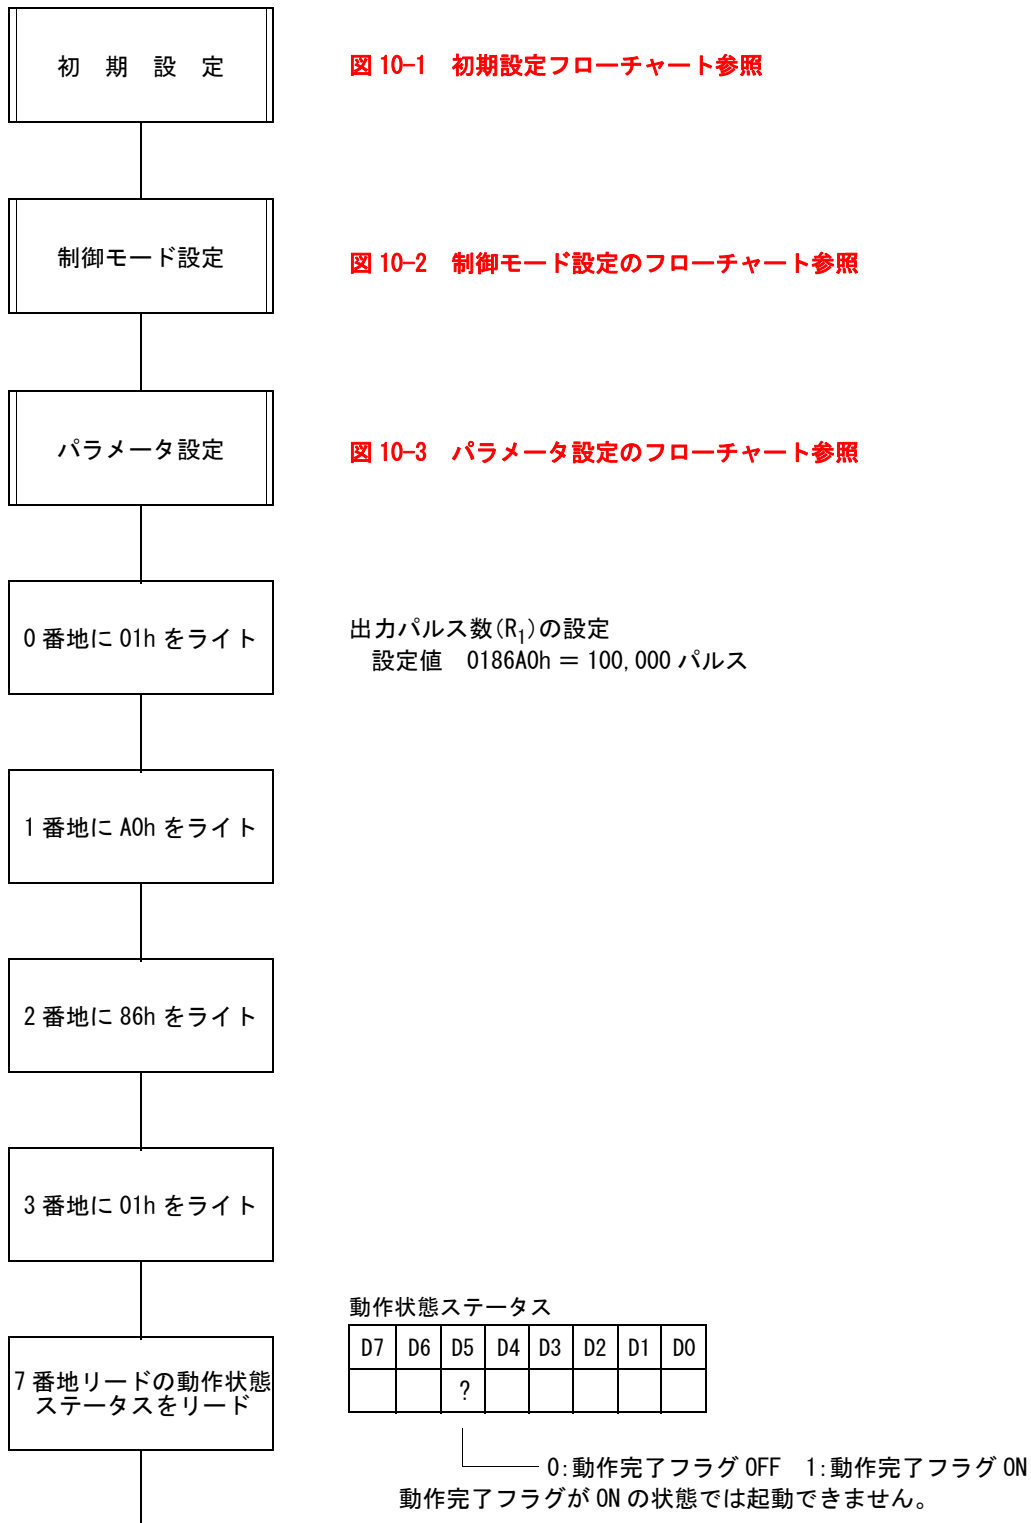 初 期 設 定
図 10-1 初期設定フローチャート参照
制御モード設定
図 10-2 制御モード設定のフローチャート参照
パラメータ設定
図 10-3 パラメータ設定のフローチャート参照
0 番地に 01h をライト
出力パルス数(R1)の設定
設定値 0186A0h = 100,000 パルス
1 番地に A0h をライト
2 番地に 86h をライト
3 番地に 01h をライト
動作状態ステータス
D7 D6 D5 D4 D3 D2 D1 D0
?
7 番地リードの動作状態
ステータスをリード
0:動作完了フラグ OFF 1:動作完了フラグ ON
動作完了フラグが ON の状態では起動できません。